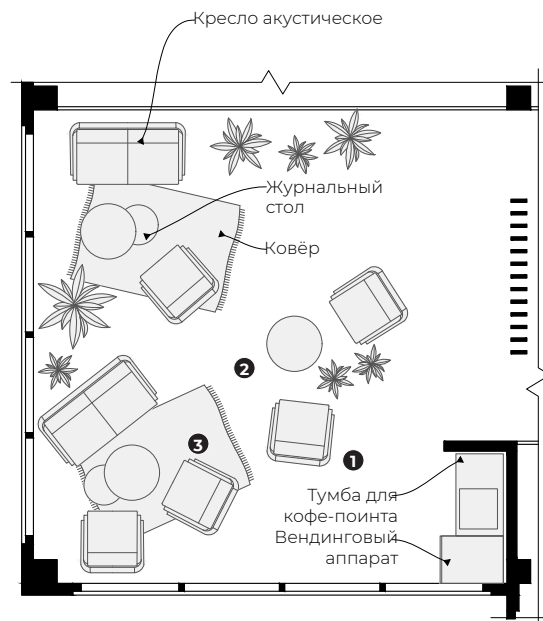 Кресло акустическое
Журнальный
стол
Ковёр
2
3
1
Тумба для
кофе-поинта
Вендинговый
аппарат